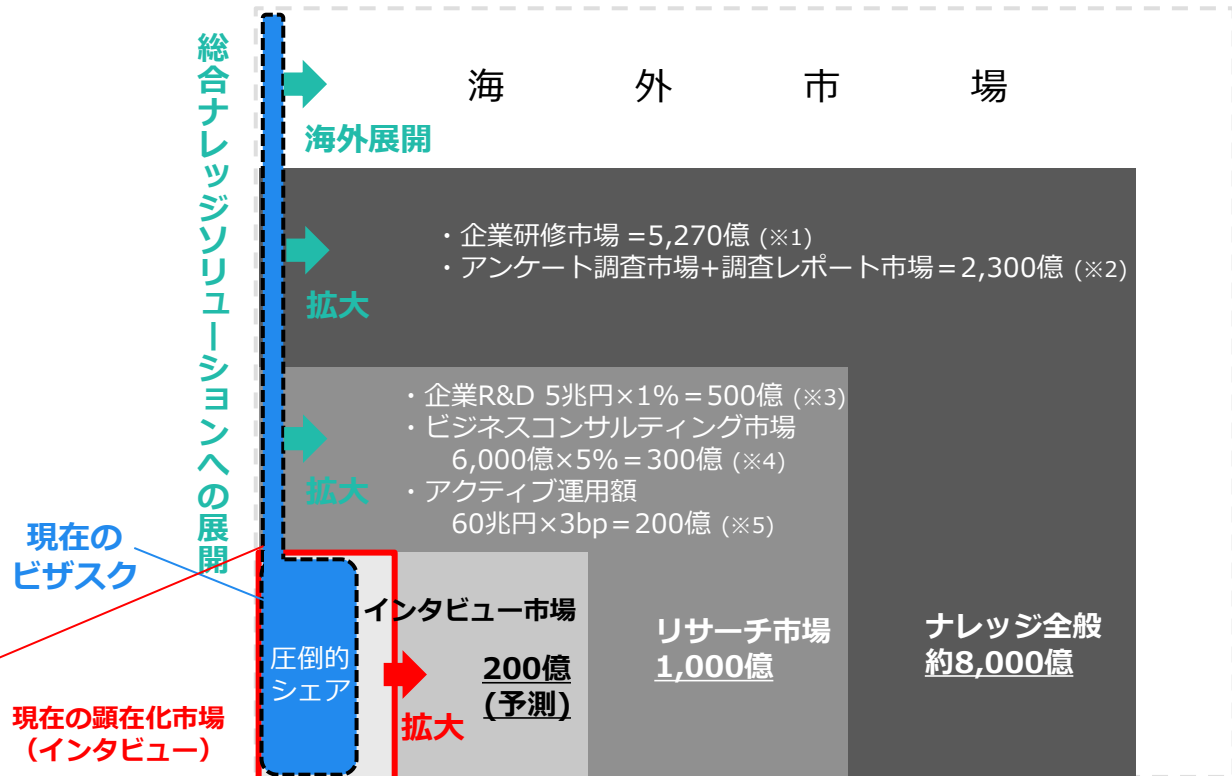 総合ナレッジソリューションへの展開
海外市場
海外展開
・企業研修市場 =5,270億 (※1)
・アンケート調査市場+調査レポート市場=2,300億 (※2)
拡大
・企業R&D 5兆円×1%=500億 (※3)
・ビジネスコンサルティング市場
6,000億×5%=300億 (※4)
・アクティブ運用額
60兆円×3bp=200億 (※5)
拡大
現在の
ビザスク
圧倒的
シェア
インタビュー市場
200億
(予測)
拡大
リサーチ市場
1,000億
ナレッジ全般
約8,000億
現在の顕在化市場
(インタビュー)